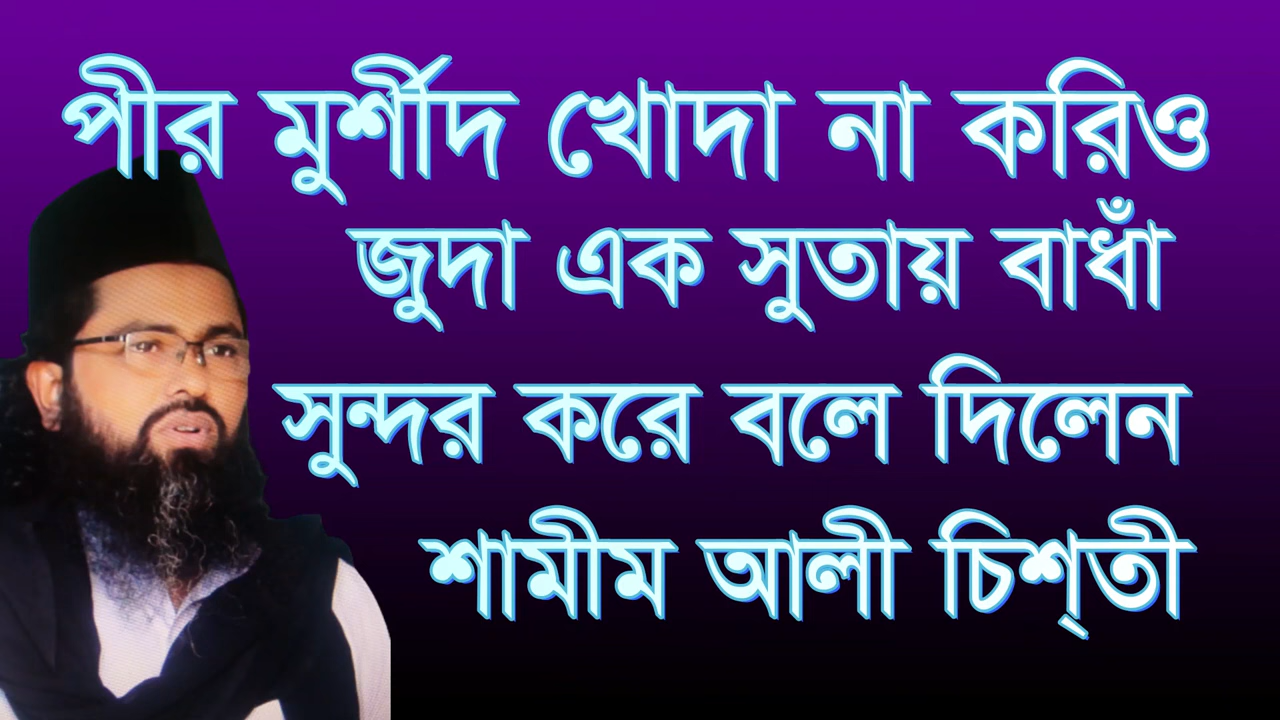 পীর মুর্শীদ খোদা না করিও
জুদা এক সুতায় বাধাঁ
সুন্দর করে বলে দিলেন
শামীম আলী চিশ্‌তী